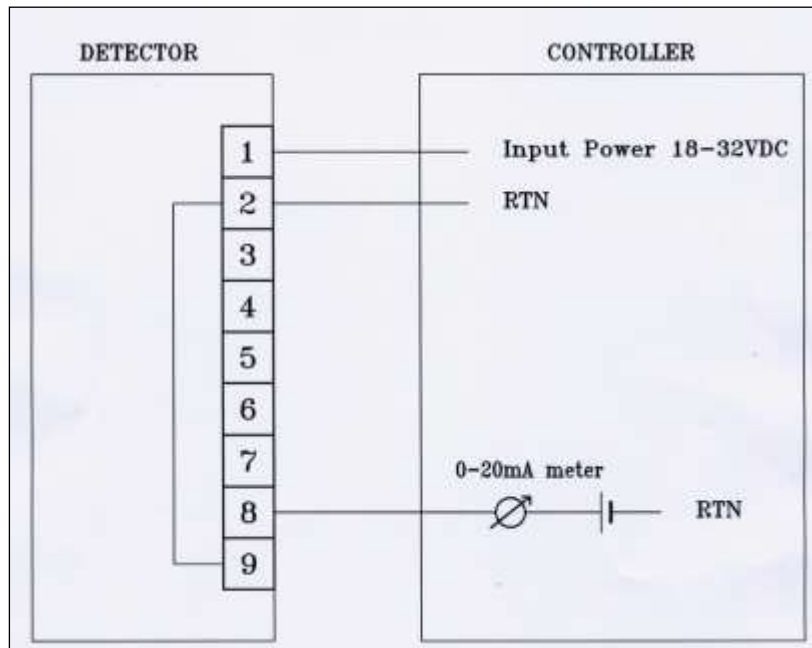 DETECTOR CONTROLLER
1 Input Power 18-32VDC
2 RTN
3
4
5
6
7
0-20mA meter
8 RTN
9